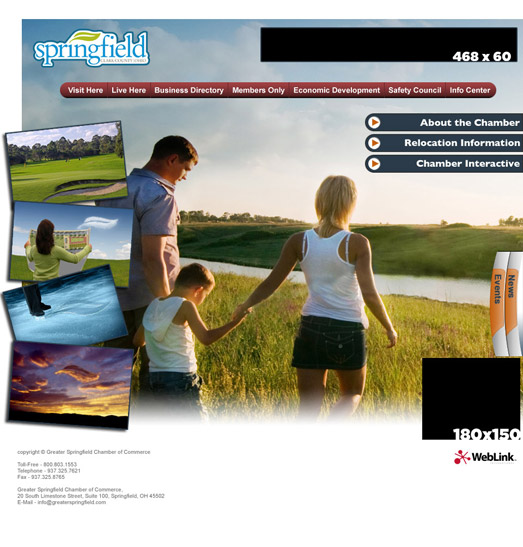 springfield
CLARK COUNTY, OHIO
468 x 60
Visit Here Live Here Business Directory Members Only Economic Development Safety Council Info Center
About the Chamber
Relocation Information
Chamber Interactive
News
Events
180x150
WebLink
copyright © Greater Springfield Chamber of Commerce
Toll-Free - 800.803.1553
Telephone - 937.325.7621
Fax - 937.325.8765
Greater Springfield Chamber of Commerce.
20 South Limestone Street, Suite 100, Springfield, OH 45502
E-Mail - info@greaterspringfield.com